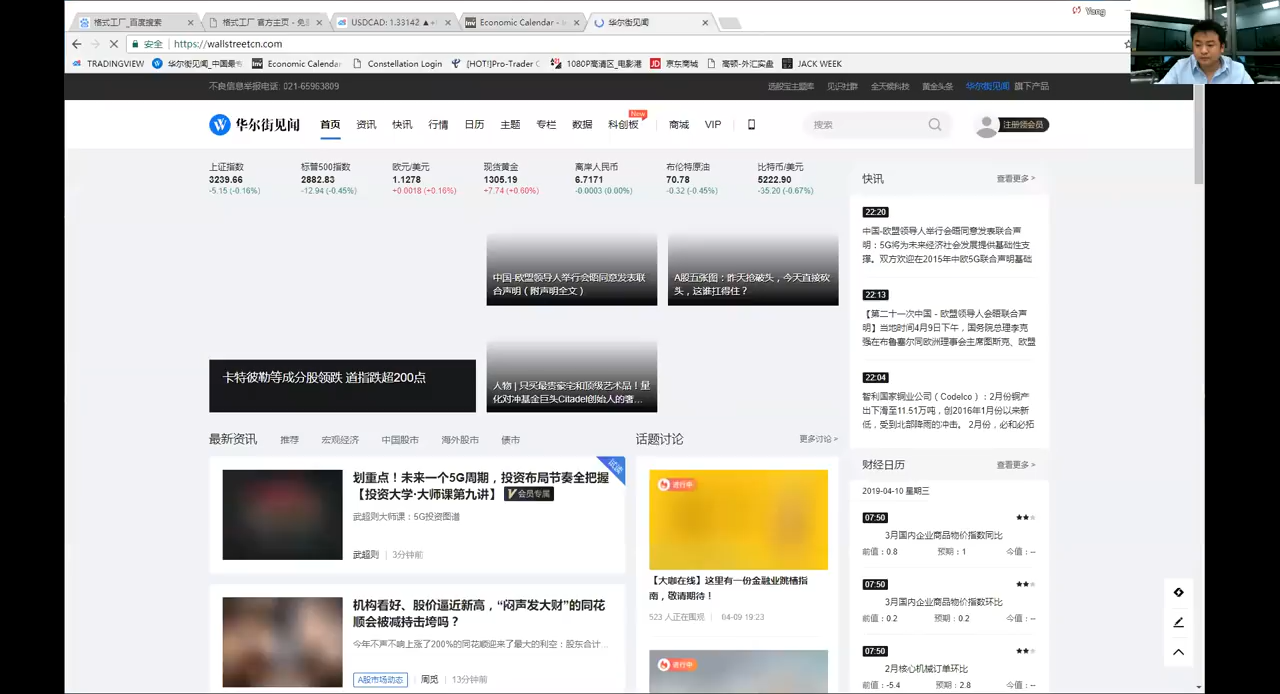 Yang
格式工厂_百度搜索
格式工厂 官方主页 - 免
USDCAD: 1.33142 ▲+
Economic Calendar -
华尔街见闻
安全 | https://wallstreetcn.com
TRADINGVIEW 华尔街见闻_中国最 Economic Calendar Constellation Login [HOT!]Pro-Trader 1080P高清区_电影港 京东商城 高顿-外汇实盘 JACK WEEK
不良信息举报电话: 021-65963809
选股宝主题库 见识社群 全天候科技 黄金头条 华尔街见闻 旗下产品
华尔街见闻 首页 资讯 快讯 行情 日历 主题 专栏 数据 科创板 New 商城 VIP 搜索 注册领会员
上证指数 标普500指数 欧元/美元 现货黄金 离岸人民币 布伦特原油 比特币/美元
3239.66 2882.83 1.1278 1305.19 6.7171 70.78 5222.90
-5.15 (-0.16%) -12.94 (-0.45%) +0.0018 (+0.16%) +7.74 (+0.60%) -0.0003 (0.00%) -0.32 (-0.45%) -35.20 (-0.67%)
中国-欧盟领导人举行会晤同意发表联
合声明（附声明全文）
A股五张图：昨天抢破头，今天直接砍
头，这谁扛得住？
卡特彼勒等成分股领跌 道指跌超200点
人物 | 只买最贵豪宅和顶级艺术品！量
化对冲基金巨头Citadel创始人的奢...
最新资讯 推荐 宏观经济 中国股市 海外股市 债市
试读
划重点！未来一个5G周期，投资布局节奏全把握
【投资大学·大师课第九讲】 会员专属
武超则大师课：5G投资图谱
武超则 | 3分钟前
机构看好、股价逼近新高，“闷声发大财”的同花
顺会被减持击垮吗？
今年不声不响上涨了200%的同花顺迎来了最大的利空：股东合计...
A股市场动态 周觅 | 13分钟前
话题讨论 更多讨论 >
进行中
【大咖在线】这里有一份金融业跳槽指
南，敬请期待！
523 人正在围观 | 04-09 19:23
进行中
快讯 查看更多 >
22:20
中国-欧盟领导人举行会晤同意发表联合声
明：5G将为未来经济社会发展提供基础性支
撑。双方欢迎在2015年中欧5G联合声明基础
22:13
【第二十一次中国 - 欧盟领导人会晤联合声
明】当地时间4月9日下午，国务院总理李克
强在布鲁塞尔同欧洲理事会主席图斯克、欧盟
22:04
智利国家铜业公司（Codelco）：2月份铜产
出下滑至11.51万吨，创2016年1月份以来新
低，受到北部降雨的冲击。 2月份，必和必拓
财经日历 查看更多 >
2019-04-10 星期三
07:50
3月国内企业商品物价指数同比
前值：0.8 预期：1 今值：--
07:50
3月国内企业商品物价指数环比
前值：0.2 预期：0.2 今值：--
07:50
2月核心机械订单环比
前值：-5.4 预期：2.8 今值：--